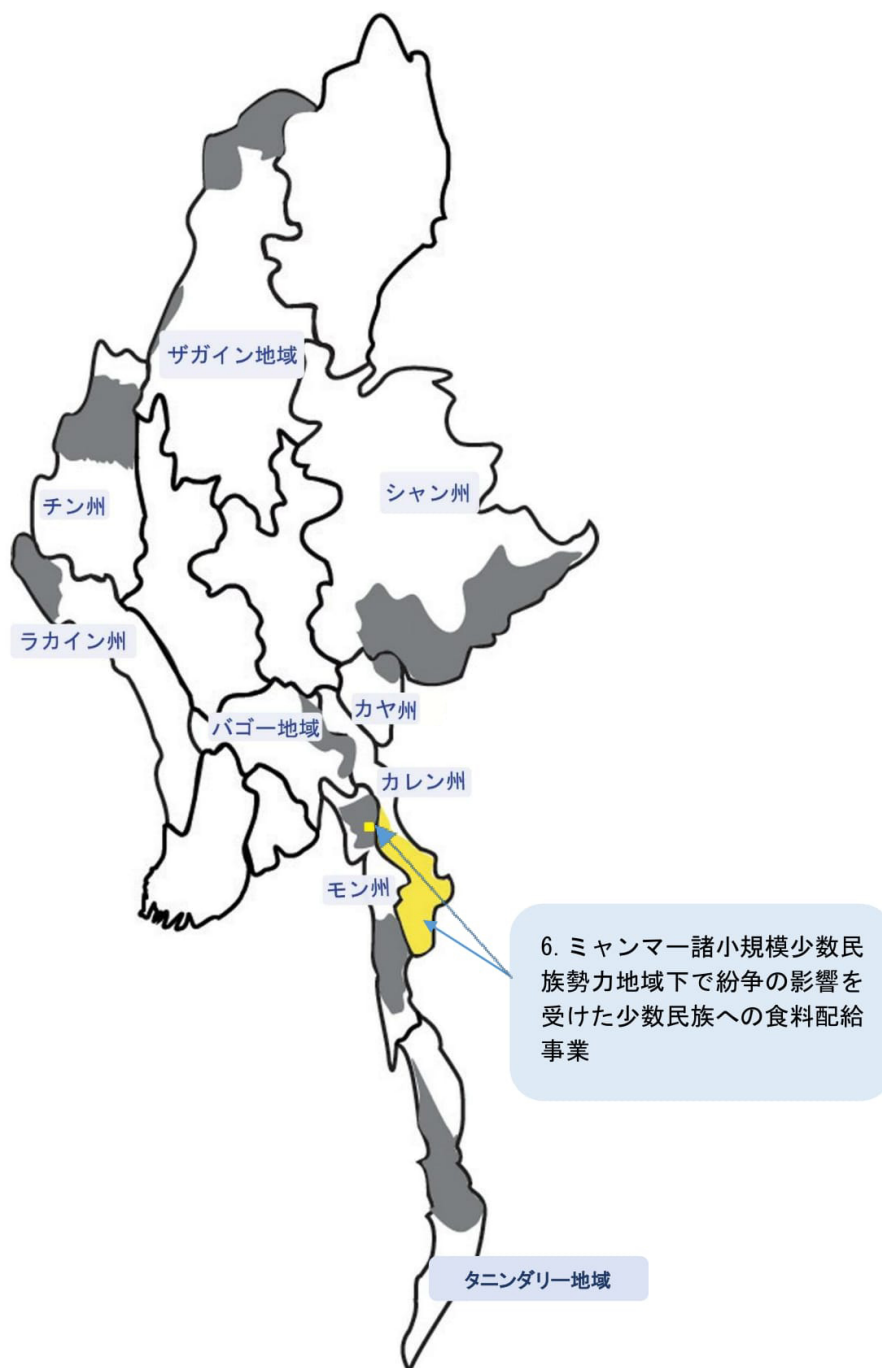 ザガイン地域
チン州
シャン州
ラカイン州
バゴー地域
カヤ州
カレン州
モン州
6. ミャンマー諸小規模少数民
族勢力地域下で紛争の影響を
受けた少数民族への食料配給
事業
タニンダリー地域